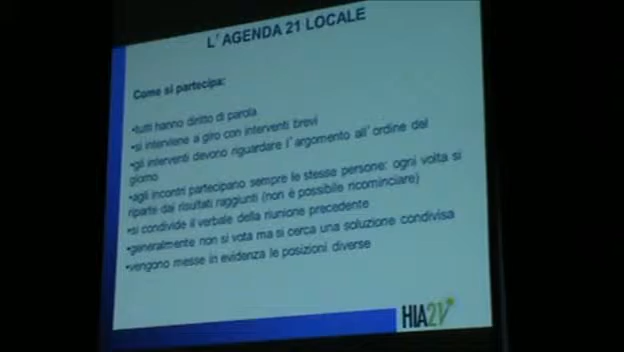 L'AGENDA 21 LOCALE
Come si partecipa:
•tutti hanno diritto di parola
•si interviene a giro con interventi brevi
•gli interventi devono riguardare l'argomento all'ordine del
giorno
•agli incontri partecipano sempre le stesse persone: ogni volta si
riparte dai risultati raggiunti (non è possibile ricominciare)
•si condivide il verbale della riunione precedente
•generalmente non si vota ma si cerca una soluzione condivisa
•vengono messe in evidenza le posizioni diverse
HIA21